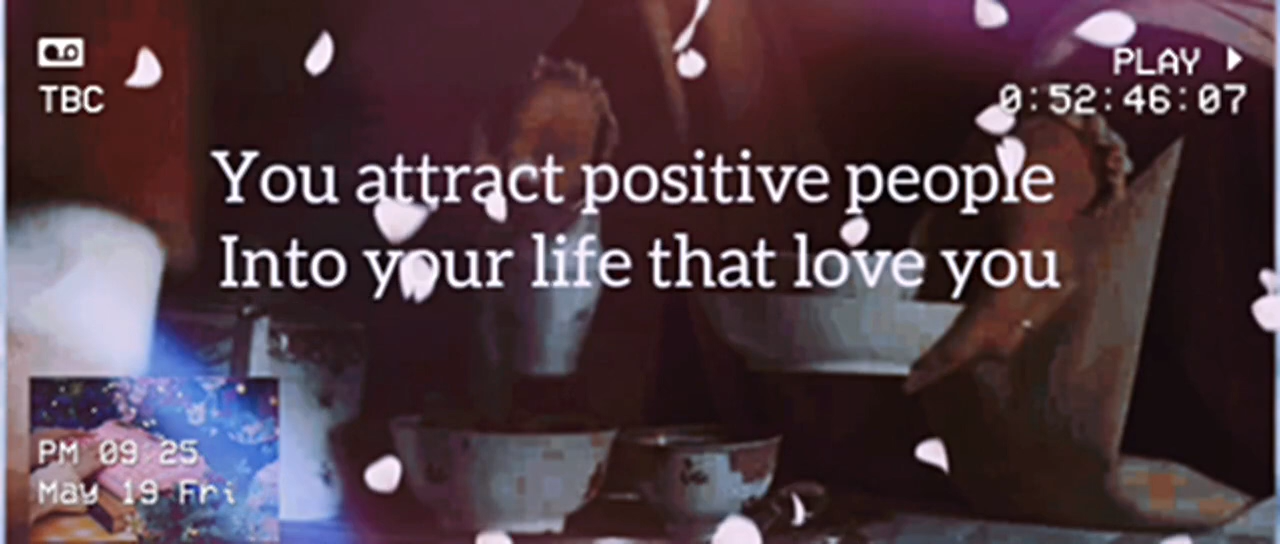 TBC
PLAY
0:52:46:07
You attract positive people
Into your life that love you
PM 09 25
May 19 Fri